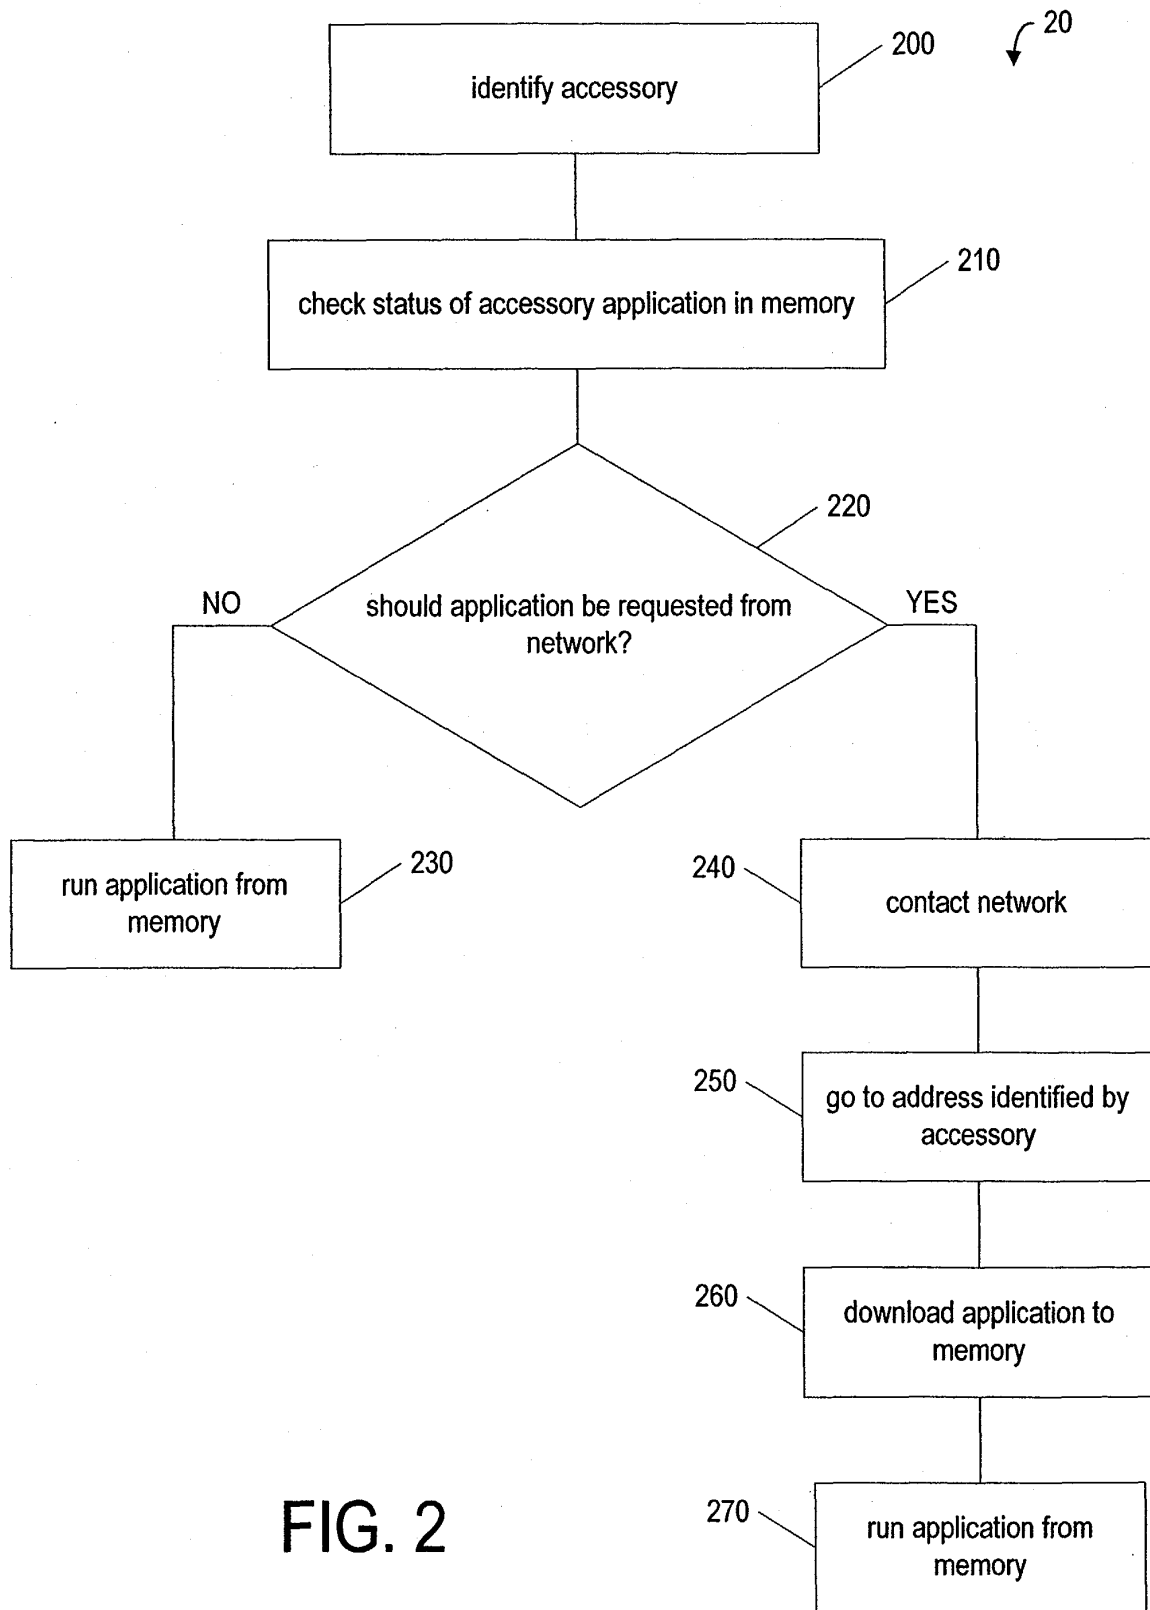 20
200
identify accessory
210
check status of accessory application in memory
220
should application be requested from
network?
NO
YES
230
run application from
memory
240
contact network
250
go to address identified by
accessory
260
download application to
memory
270
run application from
memory
FIG. 2